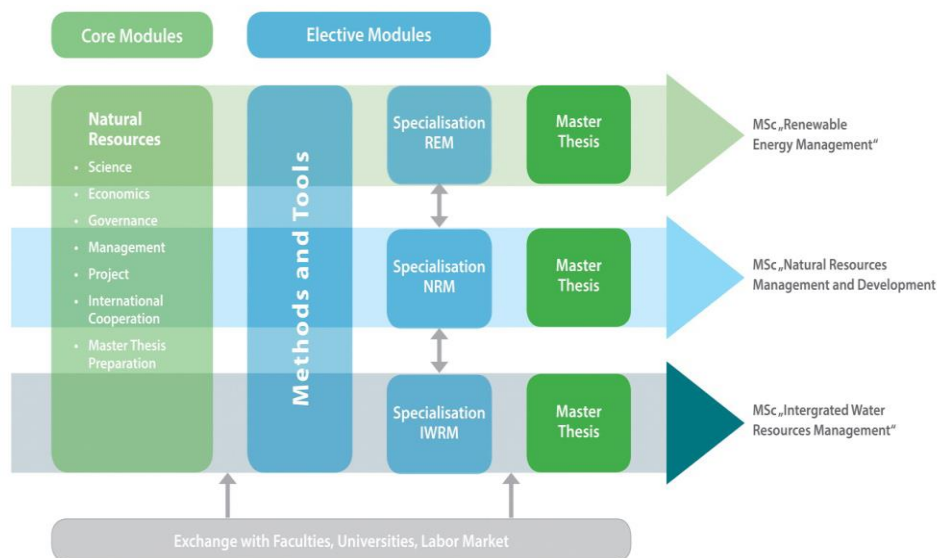 Core Modules
Elective Modules
Natural
Resources
• Science
• Economics
• Governance
• Management
• Project
• International
Cooperation
• Master Thesis
Preparation
Methods and Tools
Specialisation
REM
Master
Thesis
MSc „Renewable
Energy Management“
Specialisation
NRM
Master
Thesis
MSc „Natural Resources
Management and Development
Specialisation
IWRM
Master
Thesis
MSc „Intergrated Water
Resources Management“
Exchange with Faculties, Universities, Labor Market